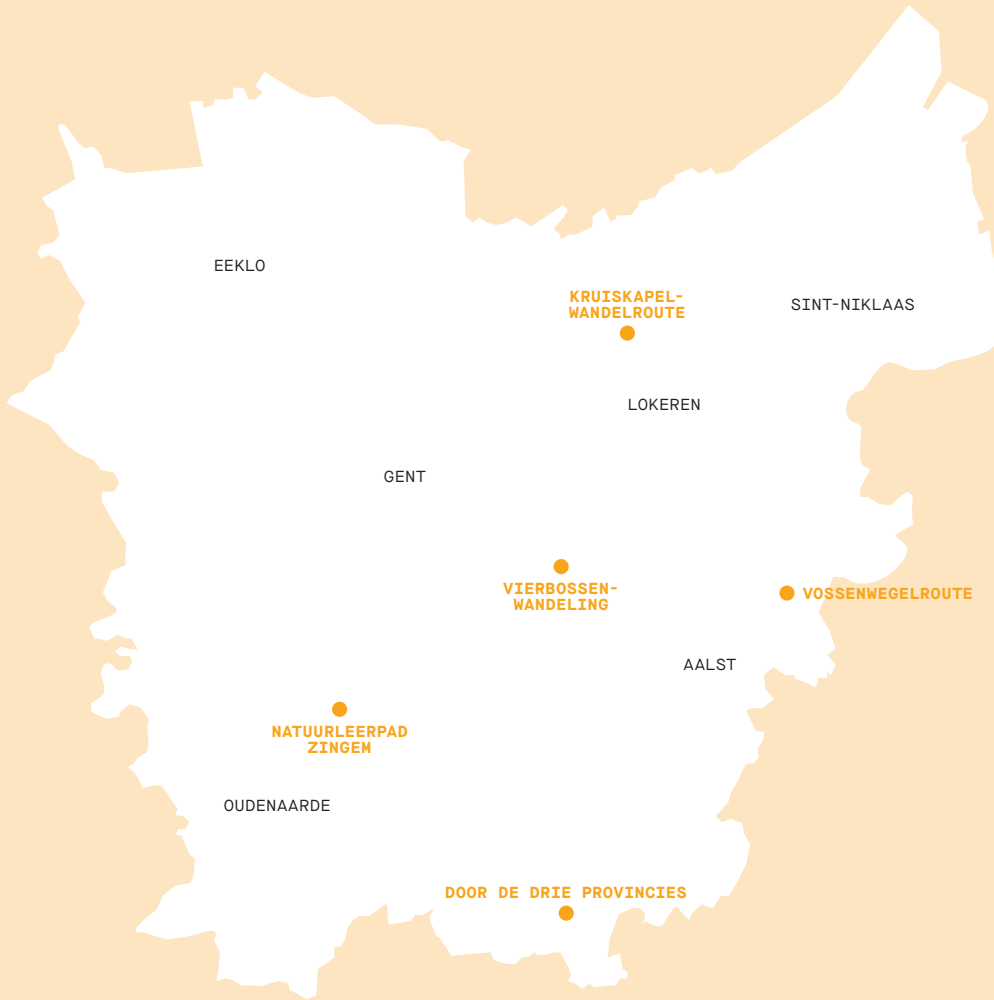 EEKLO
KRUISKAPEL-
WANDELROUTE
SINT-NIKLAAS
LOKEREN
GENT
VIERBOSSEN-
WANDELING
VOSSENWEGELROUTE
AALST
NATUURLEERPAD
ZINGEM
OUDENAARDE
DOOR DE DRIE PROVINCIES